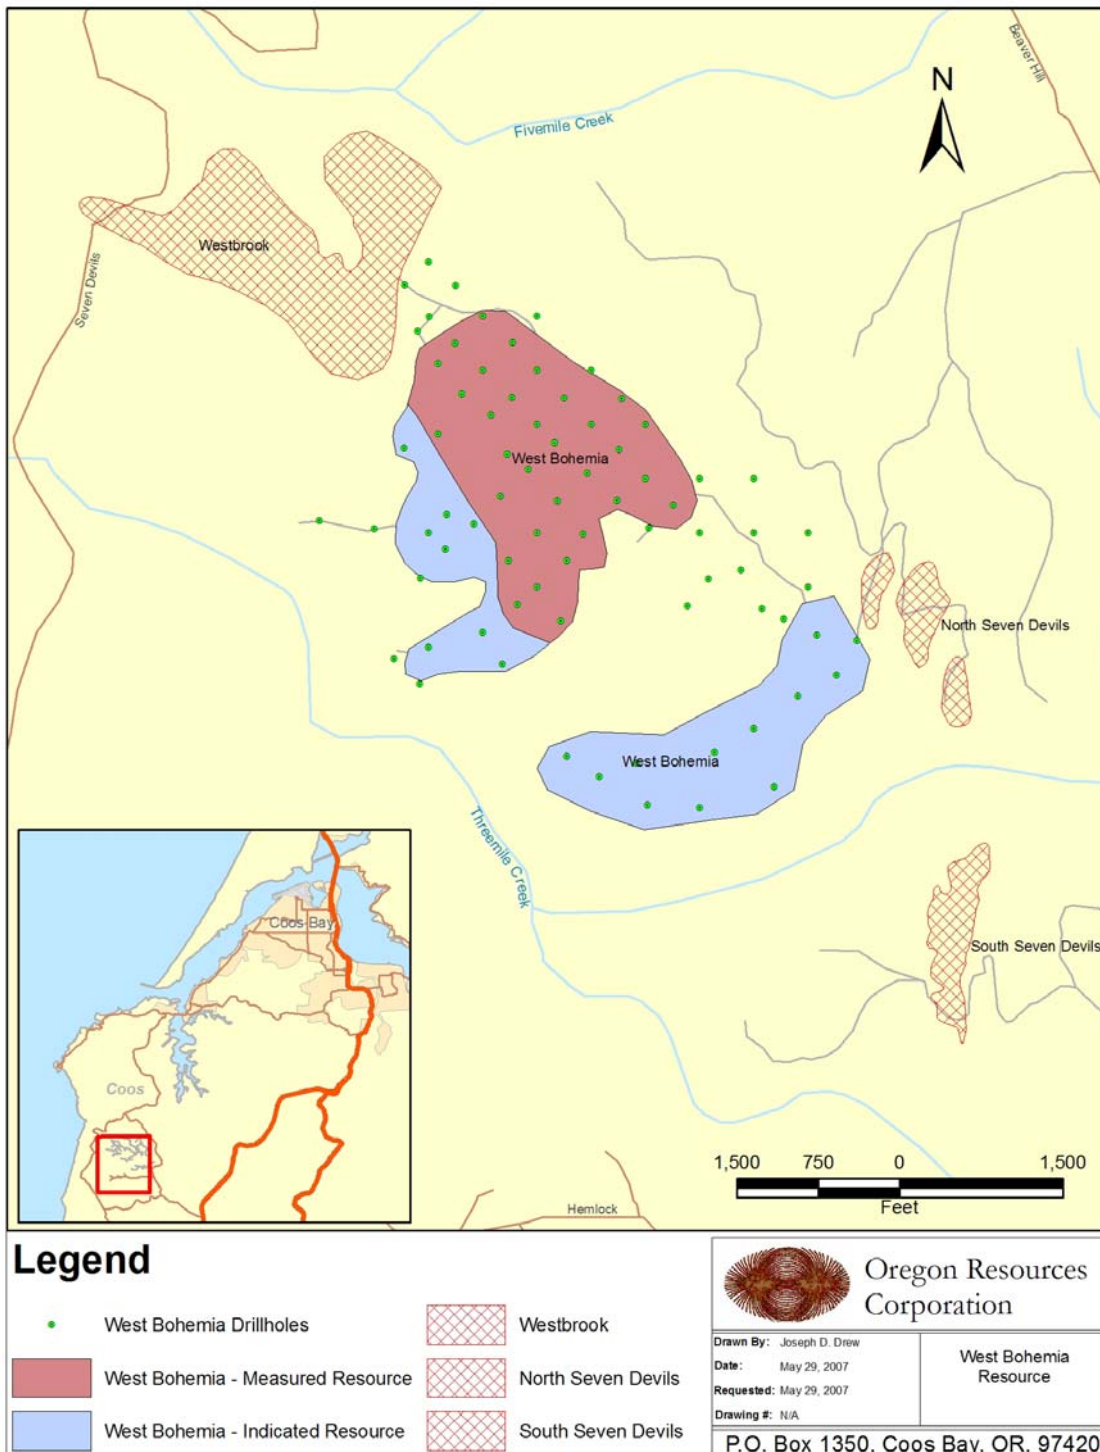 Beaver Hill
N
Fivemile Creek
Westbrook
Seven Devils
West Bohemia
North Seven Devils
West Bohemia
Threemile Creek
South Seven Devils
Coos Bay
Coos
1,500 750 0 1,500
Feet
Hemlock
Legend
West Bohemia Drillholes
West Bohemia - Measured Resource
West Bohemia - Indicated Resource
Westbrook
North Seven Devils
South Seven Devils
Oregon Resources
Corporation
Drawn By: Joseph D. Drew
Date: May 29, 2007
Requested: May 29, 2007
Drawing #: N/A
West Bohemia
Resource
P.O. Box 1350, Coos Bay, OR. 97420